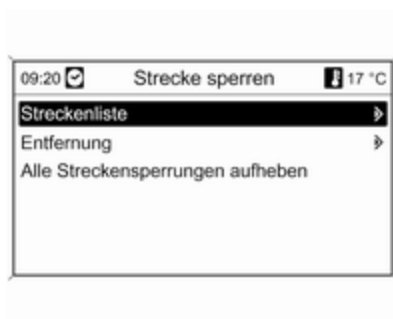 09:20 Strecke sperren 17 °C
Streckenliste
Entfernung
Alle Streckensperrungen aufheben